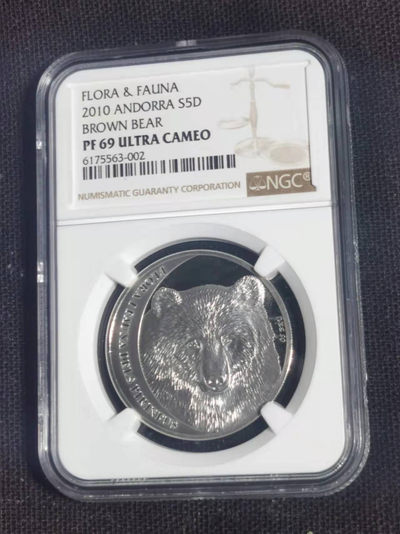 FLORA & FAUNA
2010 ANDORRA S5D
BROWN BEAR
PF 69 ULTRA CAMEO
6175563-002
NUMISMATIC GUARANTY CORPORATION
NGC